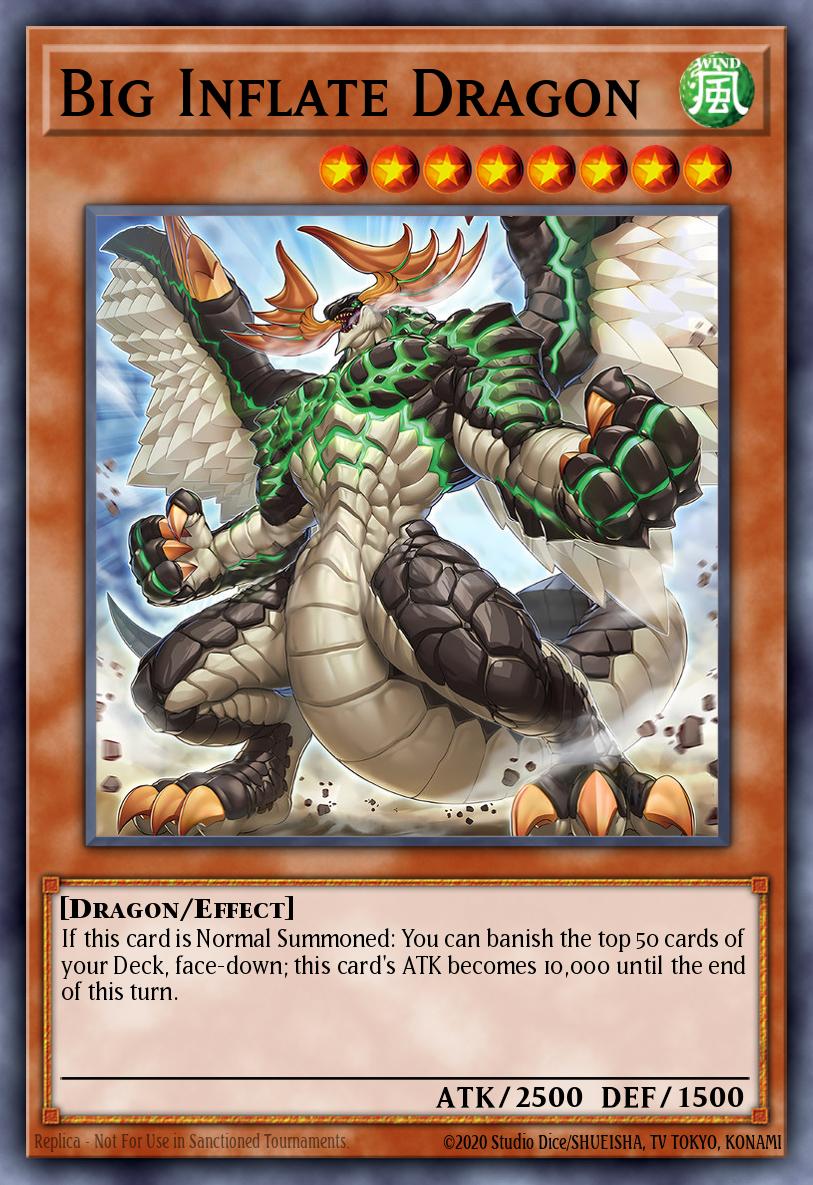 Big Inflate Dragon
WIND
風
[Dragon/Effect]
If this card is Normal Summoned: You can banish the top 50 cards of
your Deck, face-down; this card's ATK becomes 10,000 until the end
of this turn.
ATK/2500 DEF/1500
Replica - Not For Use in Sanctioned Tournaments.
©2020 Studio Dice/SHUEISHA, TV TOKYO, KONAMI